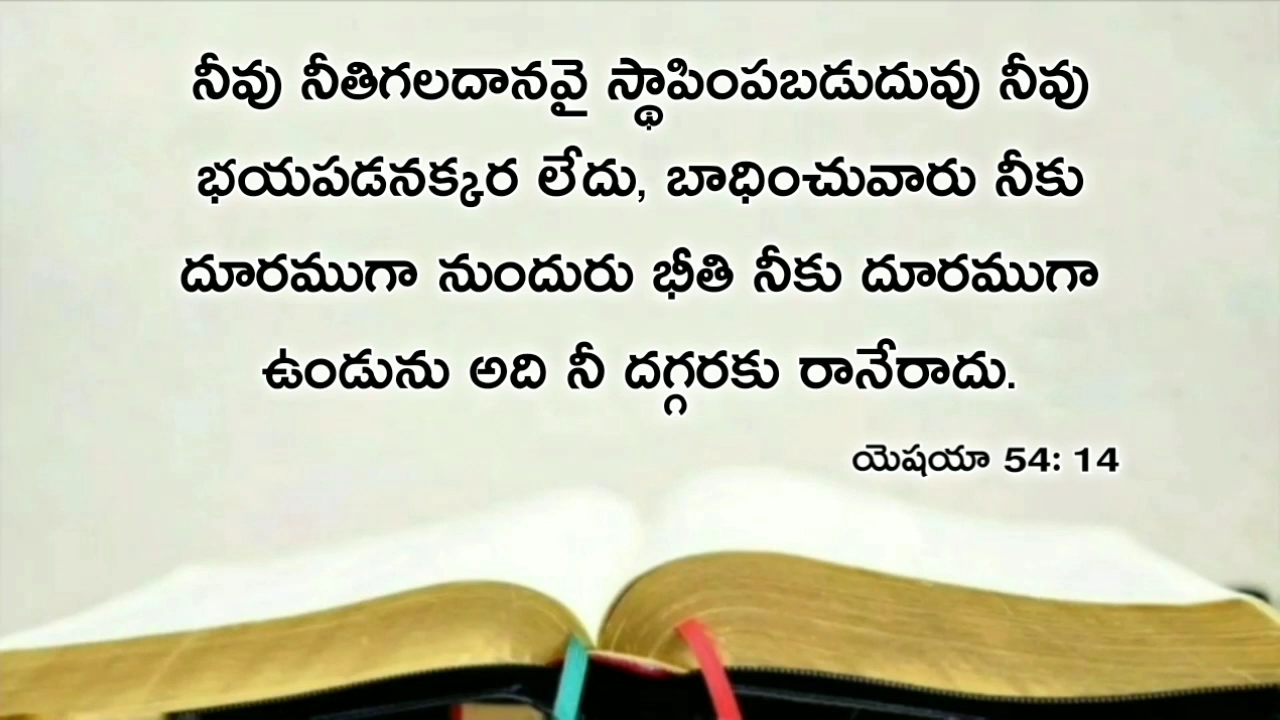 నీవు నీతిగలదానవై స్థాపింపబడుదువు నీవు
భయపడనక్కర లేదు, బాధించువారు నీకు
దూరముగా నుందురు భీతి నీకు దూరముగా
ఉండును అది నీ దగ్గరకు రానేరాదు.
యెషయా 54: 14